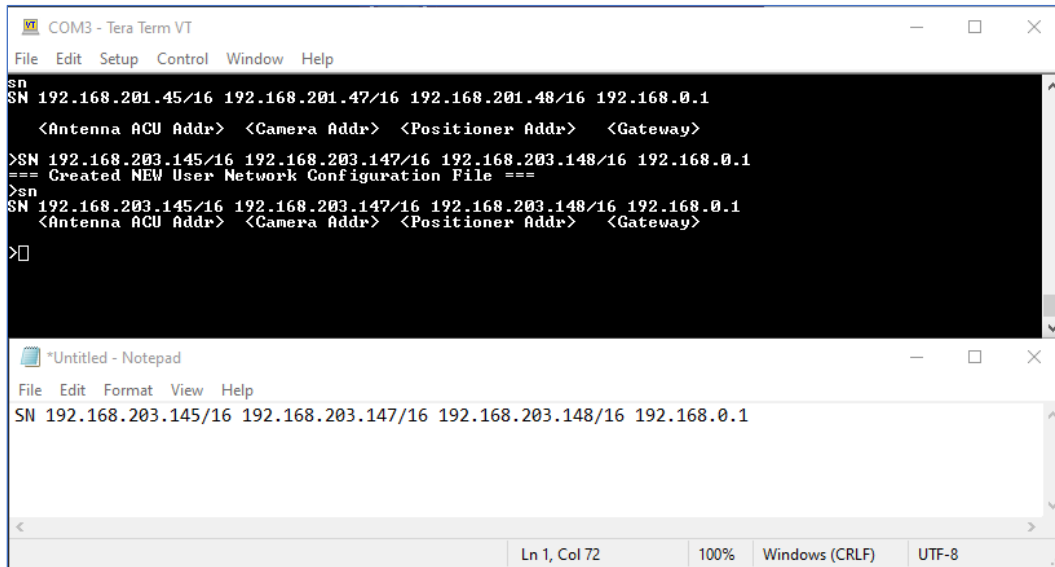 COM3 - Tera Term VT
File Edit Setup Control Window Help
sn
SN 192.168.201.45/16 192.168.201.47/16 192.168.201.48/16 192.168.0.1
<Antenna ACU Addr> <Camera Addr> <Positioner Addr> <Gateway>
>SN 192.168.203.145/16 192.168.203.147/16 192.168.203.148/16 192.168.0.1
=== Created NEW User Network Configuration File ===
>sn
SN 192.168.203.145/16 192.168.203.147/16 192.168.203.148/16 192.168.0.1
<Antenna ACU Addr> <Camera Addr> <Positioner Addr> <Gateway>
>
*Untitled - Notepad
File Edit Format View Help
SN 192.168.203.145/16 192.168.203.147/16 192.168.203.148/16 192.168.0.1
Ln 1, Col 72 100% Windows (CRLF) UTF-8